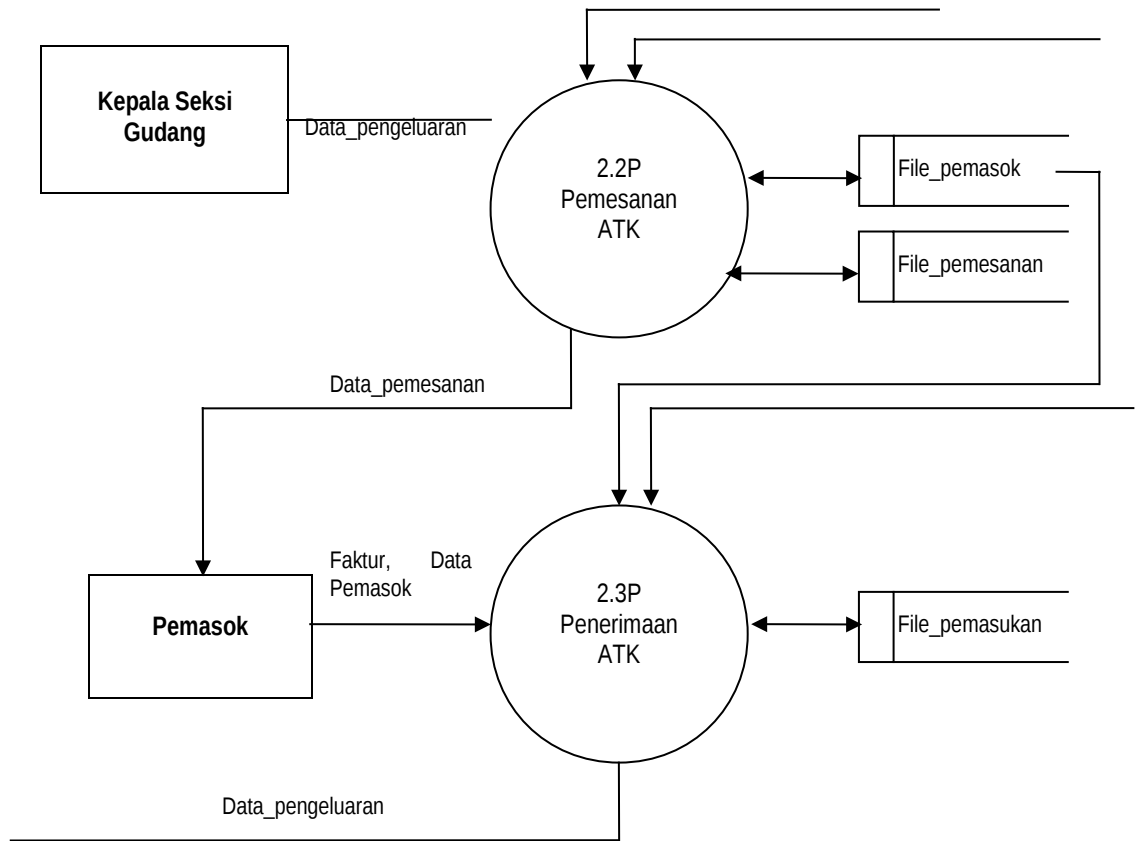 Kepala Seksi
Gudang
Data_pengeluaran
2.2P
Pemesanan
ATK
File_pemasok
File_pemesanan
Data_pemesanan
Faktur, Data
Pemasok
Pemasok
2.3P
Penerimaan
ATK
File_pemasukan
Data_pengeluaran